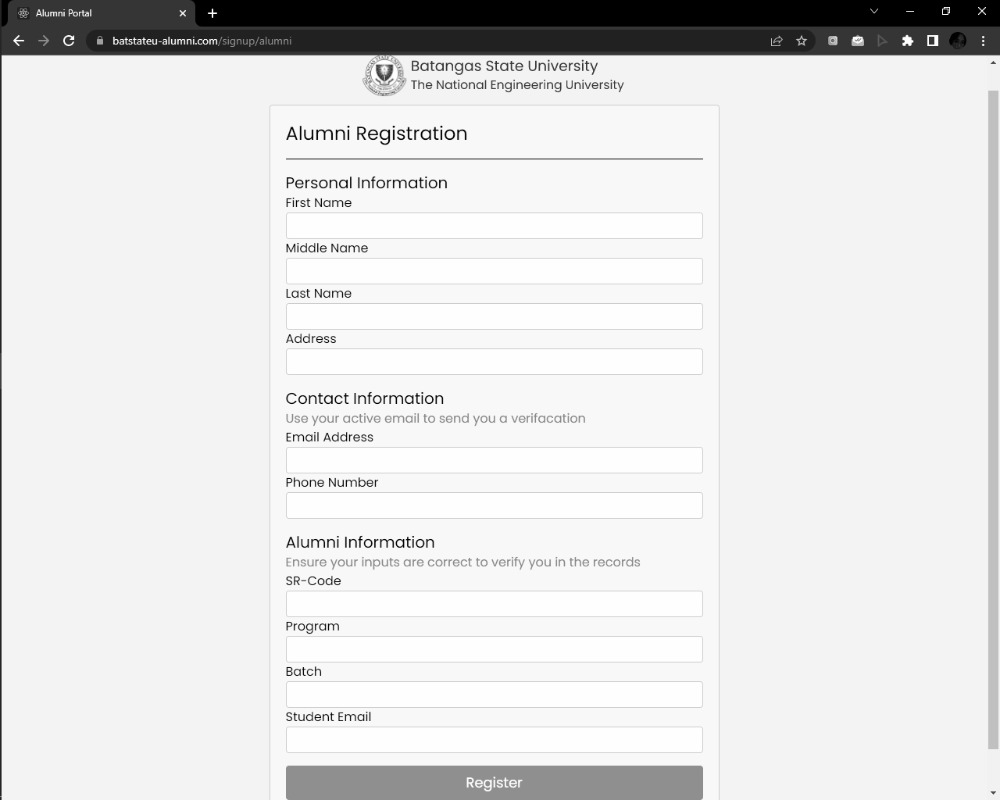 Alumni Portal
batstateu-alumni.com/signup/alumni
Batangas State University
The National Engineering University
Alumni Registration
Personal Information
First Name
Middle Name
Last Name
Address
Contact Information
Use your active email to send you a verifacation
Email Address
Phone Number
Alumni Information
Ensure your inputs are correct to verify you in the records
SR-Code
Program
Batch
Student Email
Register